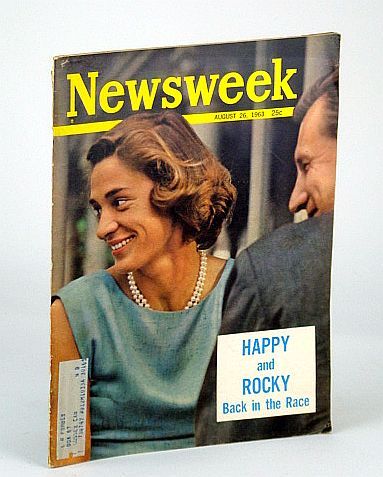 Newsweek
AUGUST 26, 1963 25c
HAPPY
and
ROCKY
Back in the Race